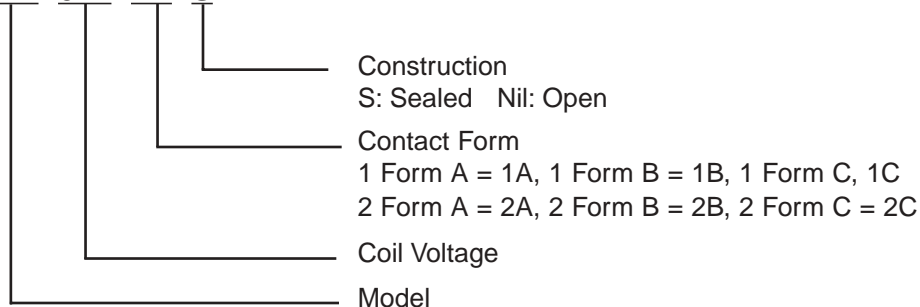 Construction
S: Sealed Nil: Open
Contact Form
1 Form A = 1A, 1 Form B = 1B, 1 Form C, 1C
2 Form A = 2A, 2 Form B = 2B, 2 Form C = 2C
Coil Voltage
Model